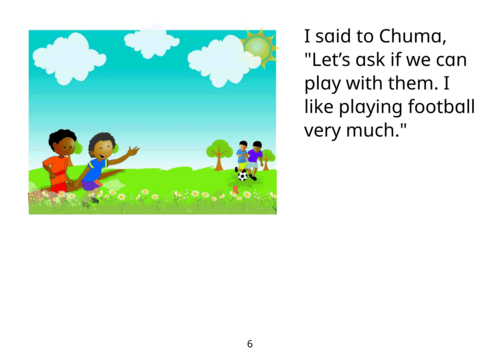 I said to Chuma,
"Let’s ask if we can
play with them. I
like playing football
very much."
6